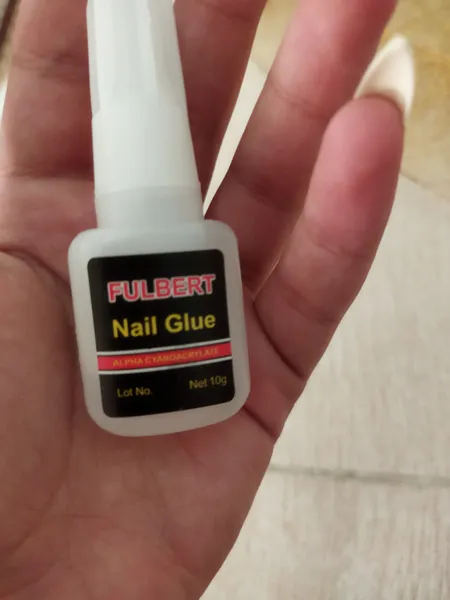 FULBERT
Nail Glue
ALPHA CYANOACRYLATE
Lot No.
Net 10g